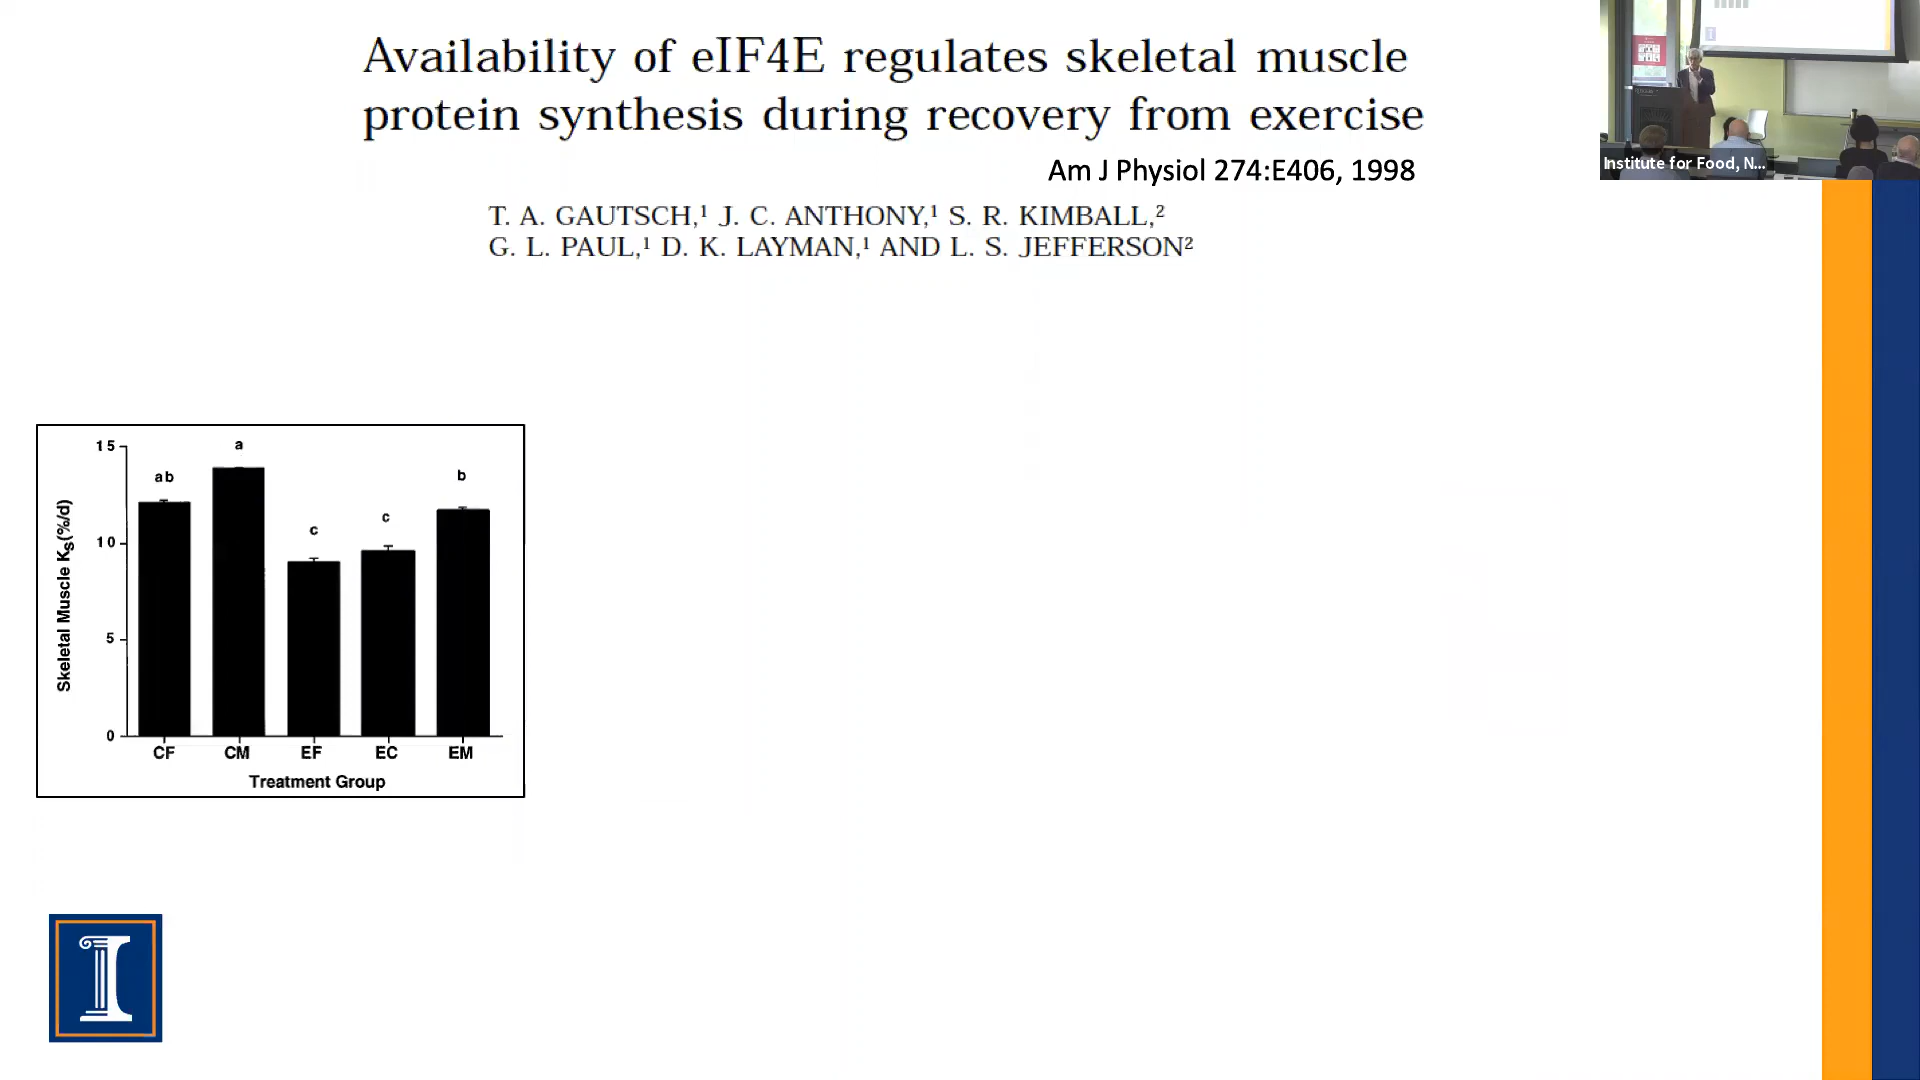 Availability of eIF4E regulates skeletal muscle
protein synthesis during recovery from exercise
Am J Physiol 274:E406, 1998
T. A. GAUTSCH,¹ J. C. ANTHONY,¹ S. R. KIMBALL,²
G. L. PAUL,¹ D. K. LAYMAN,¹ AND L. S. JEFFERSON²
Institute for Food, N...
Skeletal Muscle Ks(%/d)
15
10
5
0
ab
a
c
c
b
CF CM EF EC EM
Treatment Group
I